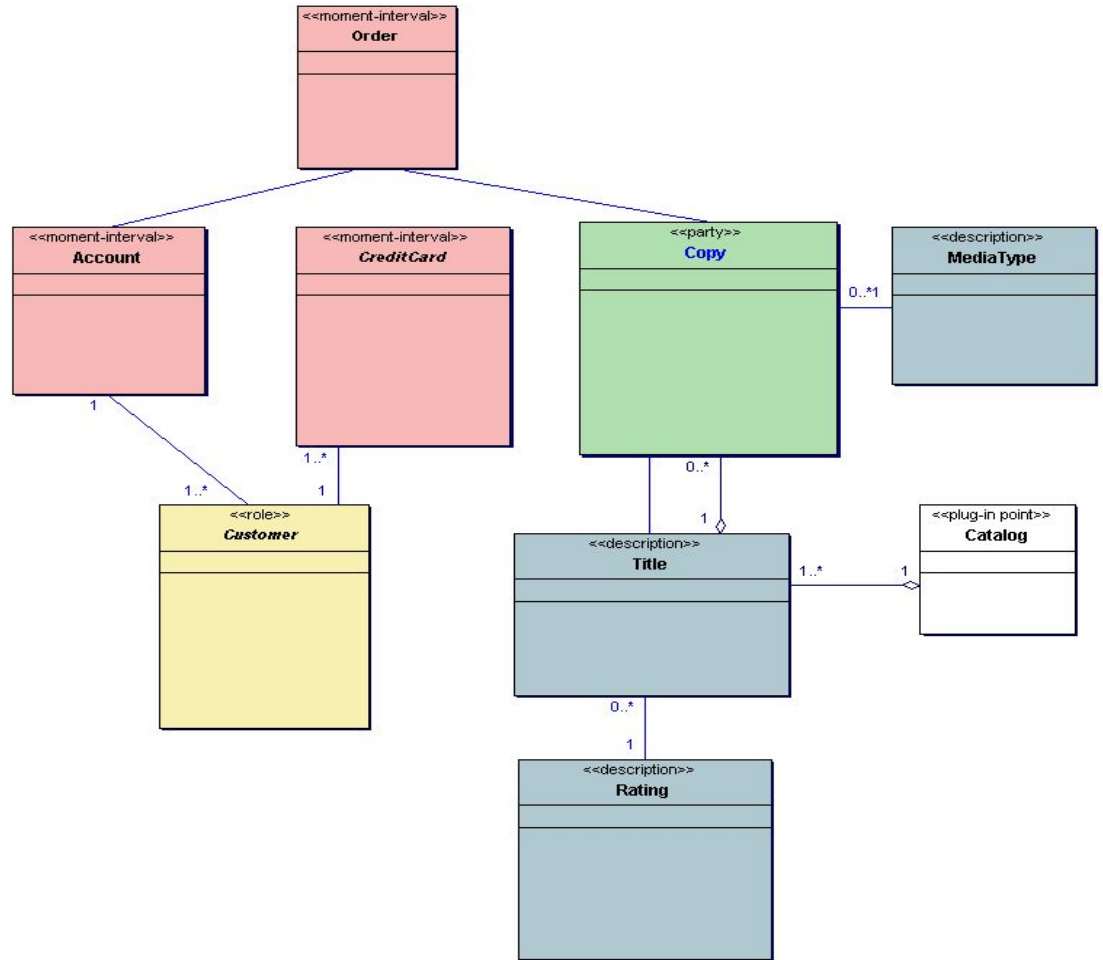 <<moment-interval>>
Order
<<moment-interval>>
Account
<<moment-interval>>
CreditCard
<<party>>
Copy
<<description>>
MediaType
0..*1
1
1..*
1..*
1
0..*
1
<<role>>
Customer
<<description>>
Title
1..*
1
<<plug-in point>>
Catalog
0..*
1
<<description>>
Rating